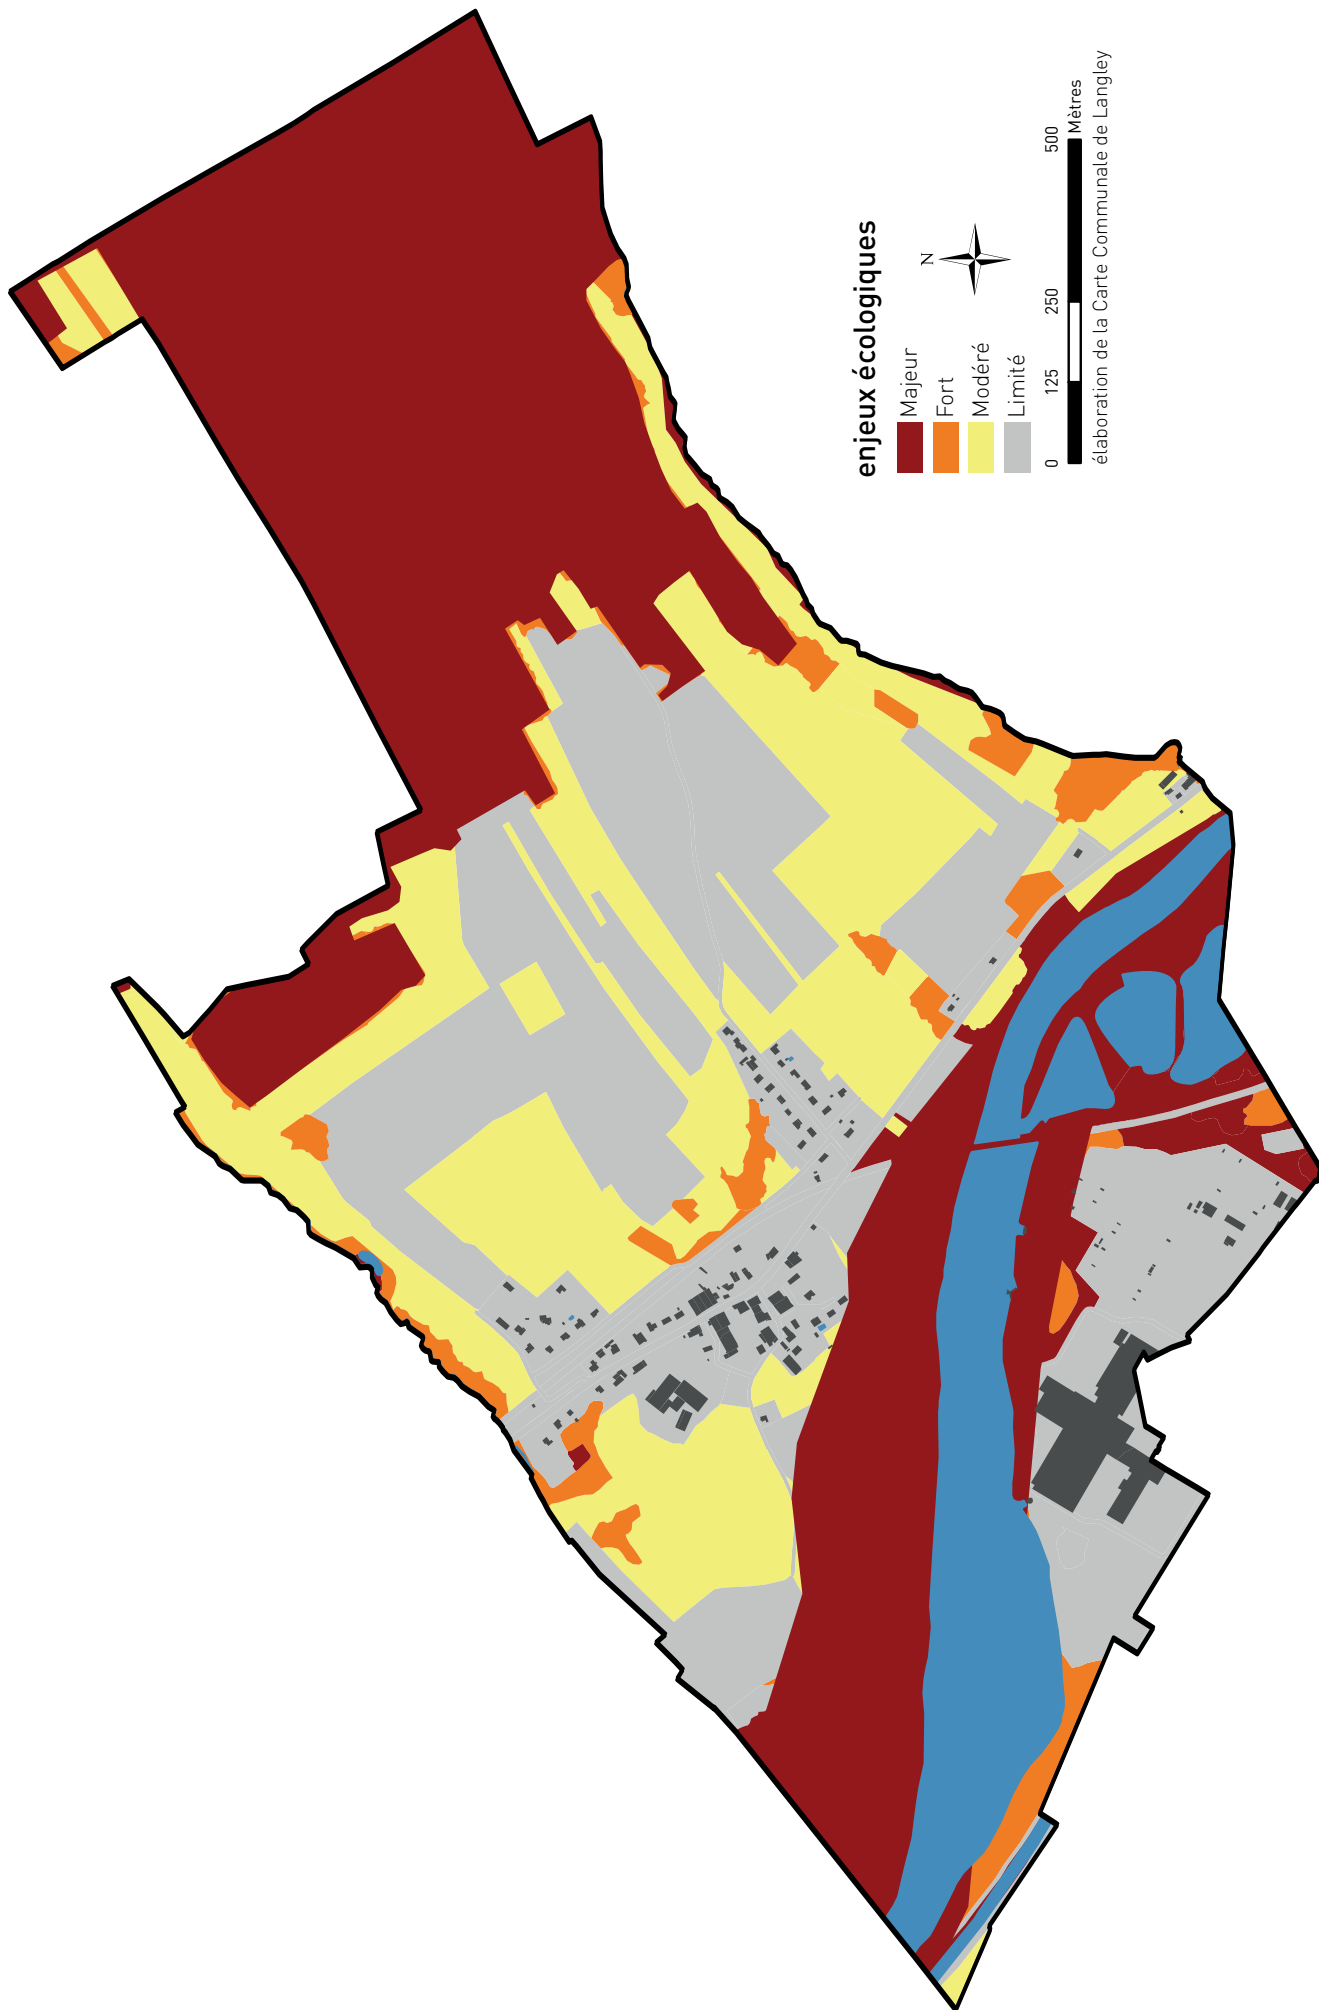 enjeux écologiques
Majeur
Fort
Modéré
Limité
N
0 125 250 500
Mètres
élaboration de la Carte Communale de Langley